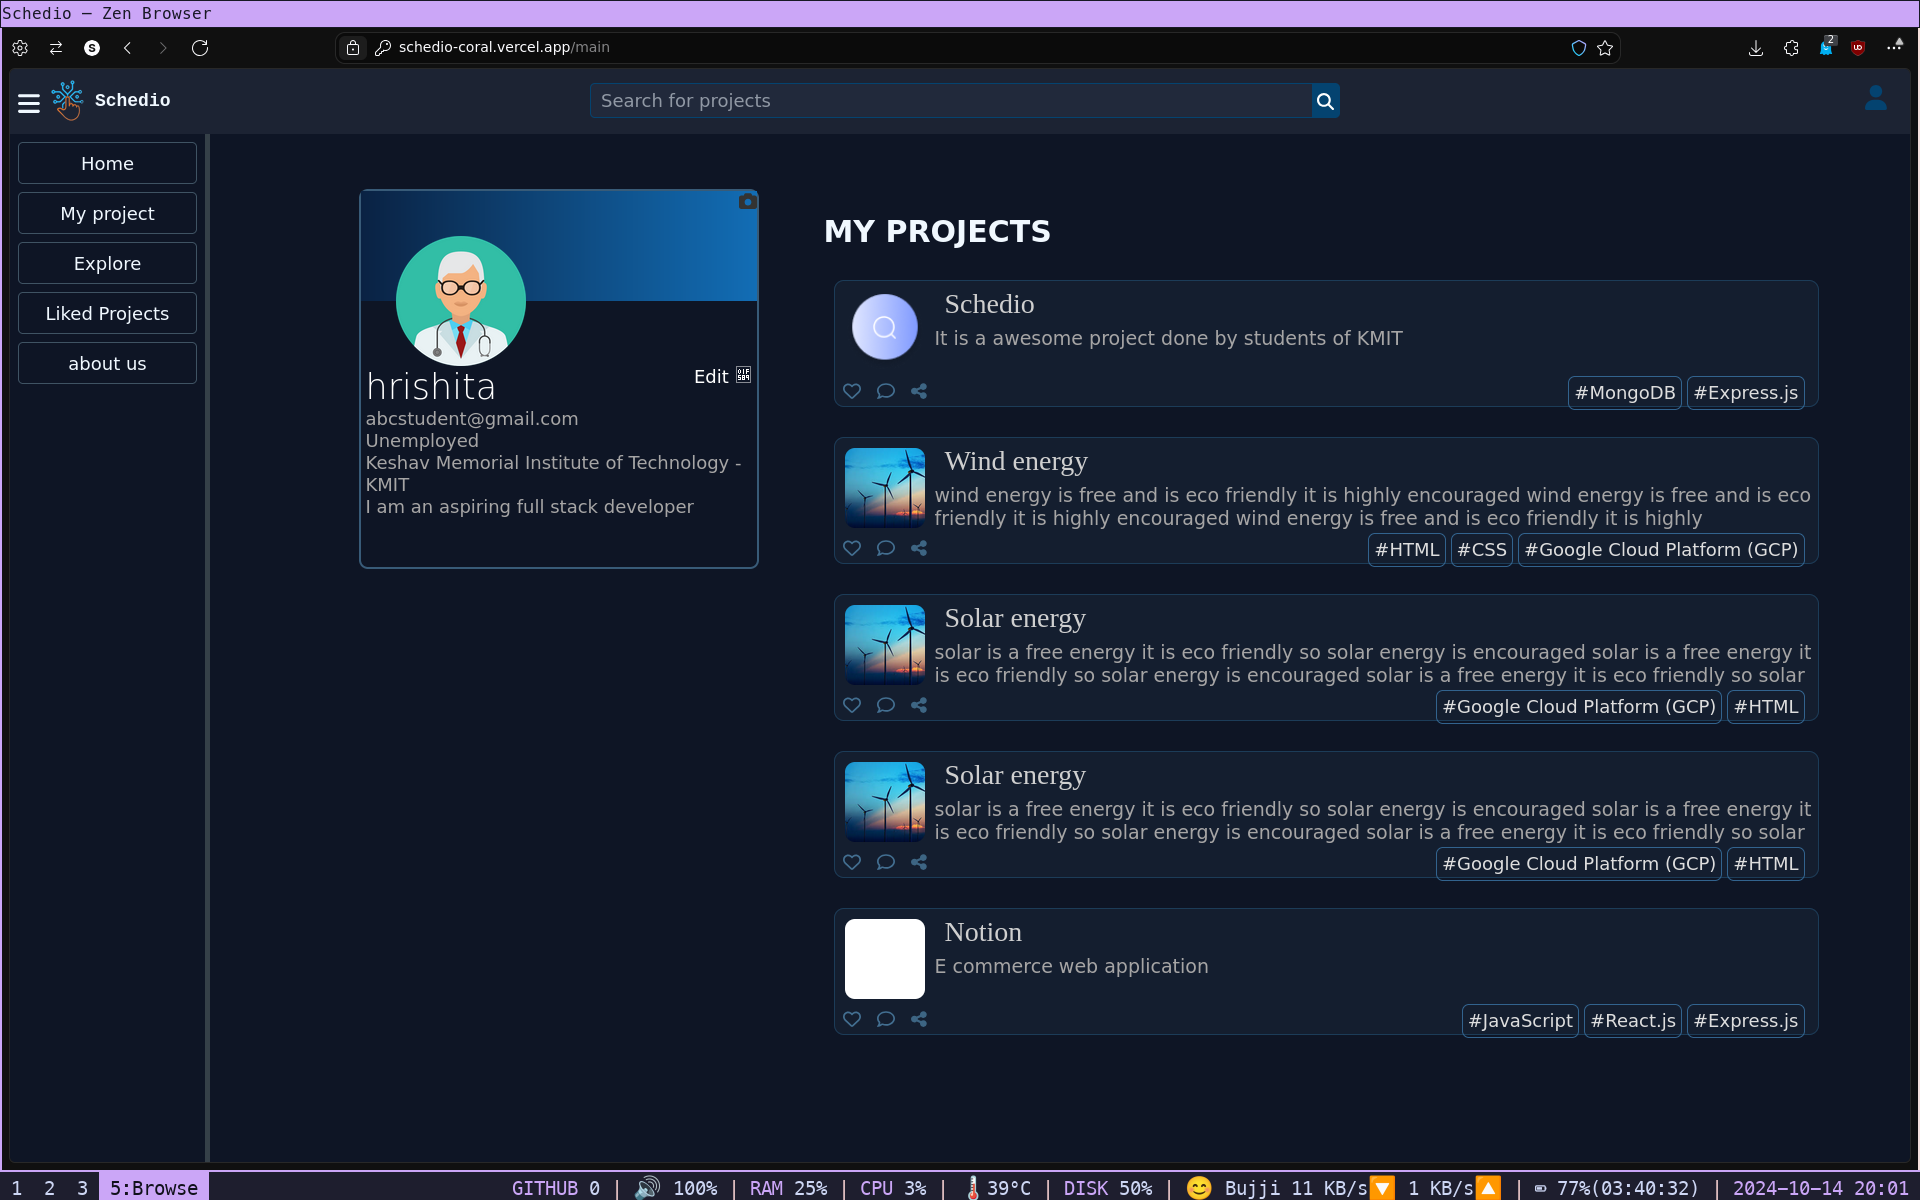 Schedio — Zen Browser
S
schedio-coral.vercel.app/main
2
Schedio
Search for projects
Home
My project
Explore
Liked Projects
about us
hrishita
Edit
abcstudent@gmail.com
Unemployed
Keshav Memorial Institute of Technology -
KMIT
I am an aspiring full stack developer
MY PROJECTS
Schedio
It is a awesome project done by students of KMIT
#MongoDB #Express.js
Wind energy
wind energy is free and is eco friendly it is highly encouraged wind energy is free and is eco
friendly it is highly encouraged wind energy is free and is eco friendly it is highly
#HTML #CSS #Google Cloud Platform (GCP)
Solar energy
solar is a free energy it is eco friendly so solar energy is encouraged solar is a free energy it
is eco friendly so solar energy is encouraged solar is a free energy it is eco friendly so solar
#Google Cloud Platform (GCP) #HTML
Solar energy
solar is a free energy it is eco friendly so solar energy is encouraged solar is a free energy it
is eco friendly so solar energy is encouraged solar is a free energy it is eco friendly so solar
#Google Cloud Platform (GCP) #HTML
Notion
E commerce web application
#JavaScript #React.js #Express.js
1 2 3 5:Browse GITHUB 0 | 🔊 100% | RAM 25% | CPU 3% | 🌡39°C | DISK 50% | 😊 Bujji 11 KB/s🔽 1 KB/s🔼 | 77%(03:40:32) | 2024-10-14 20:01